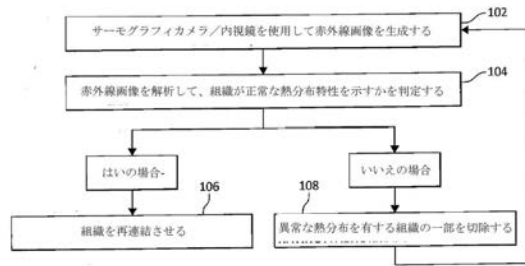 サーモグラフィカメラ/内視鏡を使用して赤外線画像を生成する
102
赤外線画像を解析して、組織が正常な熱分布特性を示すかを判定する
104
はいの場合-
いいえの場合
組織を再連結させる
106
異常な熱分布を有する組織の一部を切除する
108